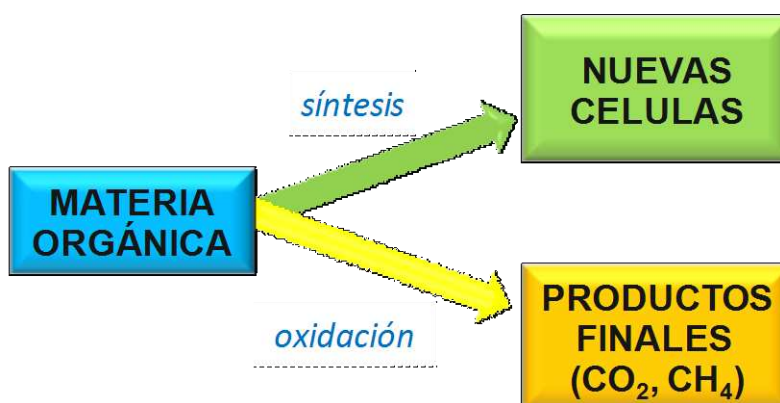 síntesis
NUEVAS
CELULAS
MATERIA
ORGÁNICA
oxidación
PRODUCTOS
FINALES
(CO₂, CH₄)